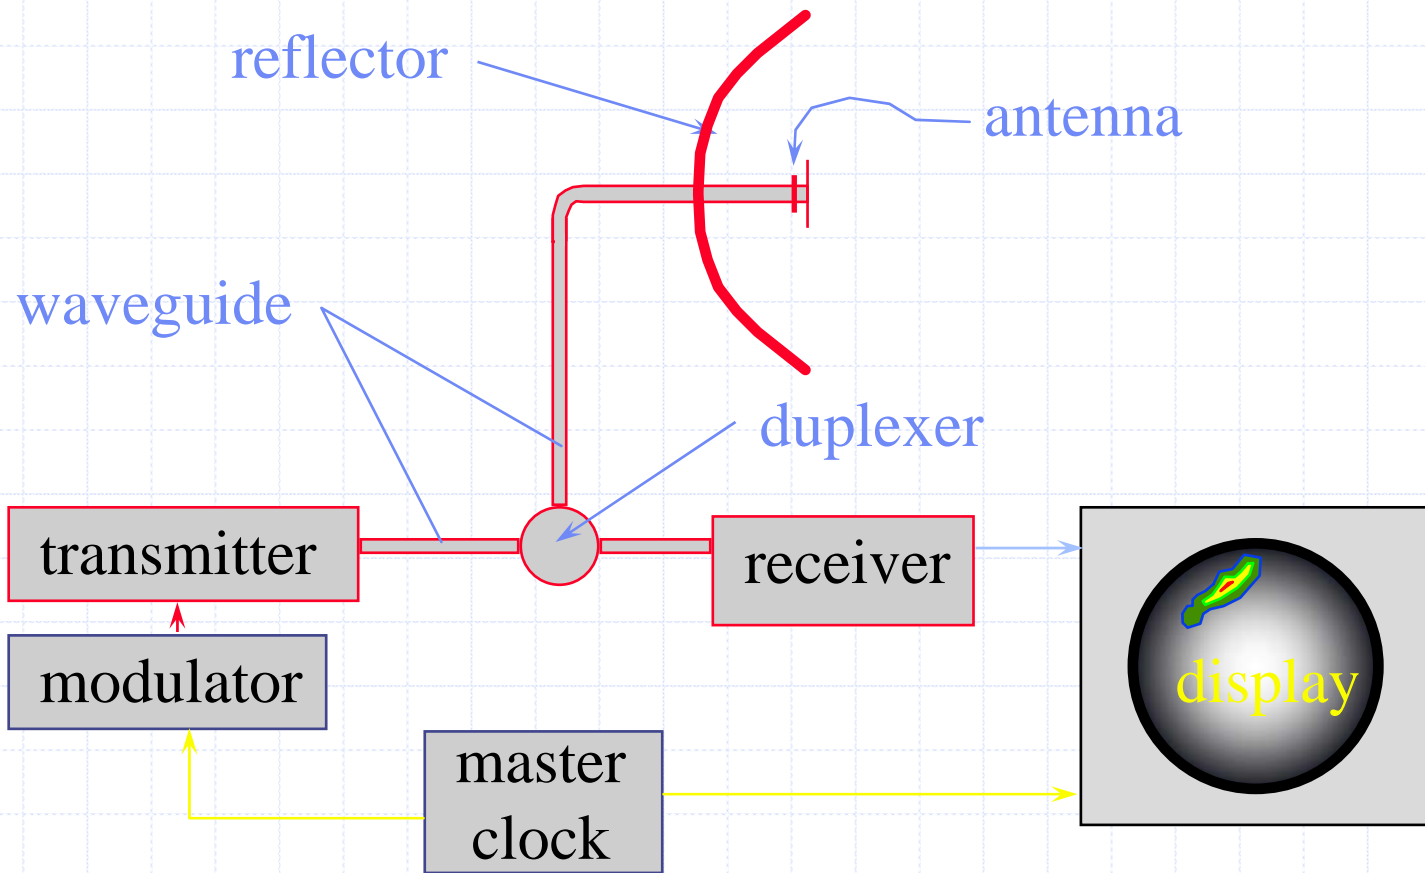 reflector
antenna
waveguide
duplexer
transmitter
receiver
modulator
display
master
clock